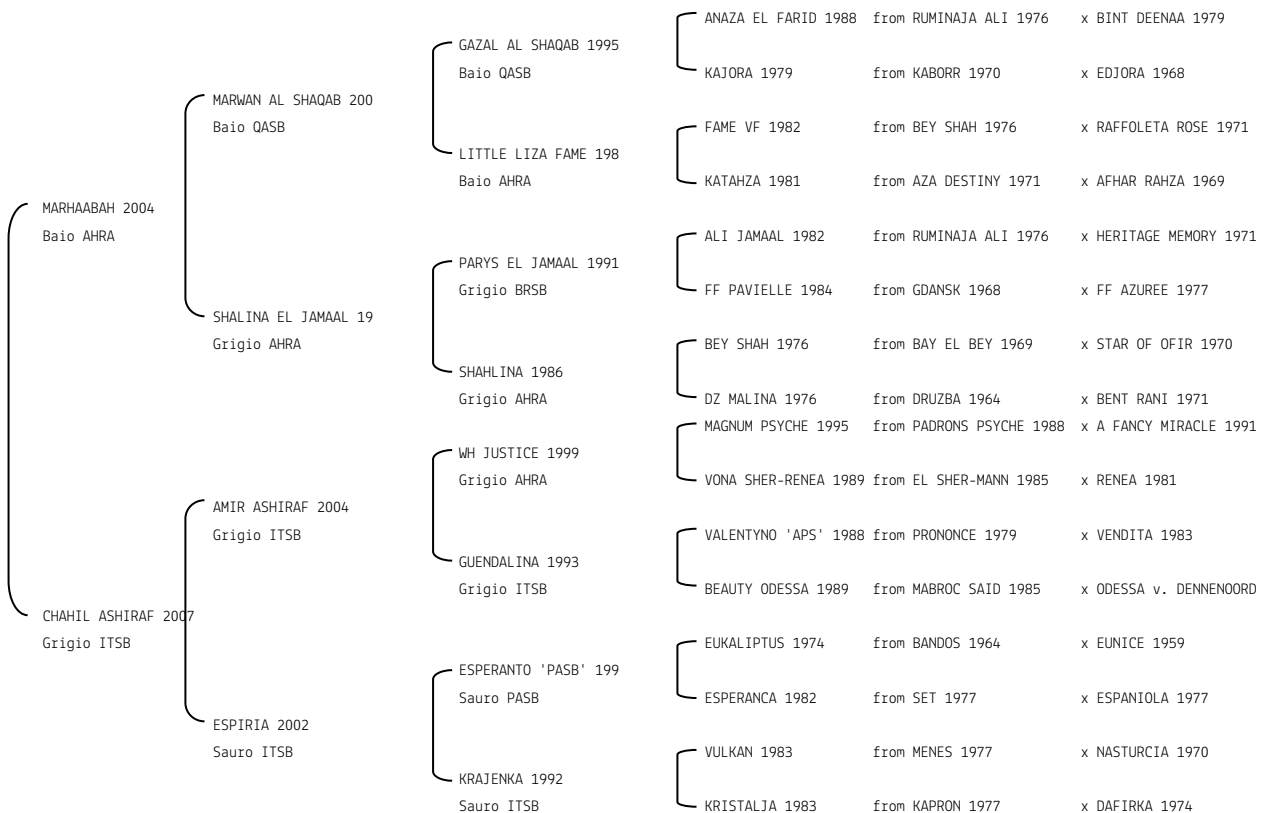 ANAZA EL FARID 1988 from RUMINAJA ALI 1976 x BINT DEENAA 1979
GAZAL AL SHAQAB 1995
Baio QASB
KAJORA 1979 from KABORR 1970 x EDJORA 1968
MARWAN AL SHAQAB 200
Baio QASB
FAME VF 1982 from BEY SHAH 1976 x RAFFOLETA ROSE 1971
LITTLE LIZA FAME 198
Baio AHRA
KATAHZA 1981 from AZA DESTINY 1971 x AFHAR RAHZA 1969
MARHAABAH 2004
Baio AHRA
ALI JAMAAL 1982 from RUMINAJA ALI 1976 x HERITAGE MEMORY 1971
PARYS EL JAMAAL 1991
Grigio BRSB
FF PAVIELLE 1984 from GDANSK 1968 x FF AZUREE 1977
SHALINA EL JAMAAL 19
Grigio AHRA
BEY SHAH 1976 from BAY EL BEY 1969 x STAR OF OFIR 1970
SHAHLINA 1986
Grigio AHRA
DZ MALINA 1976 from DRUZBA 1964 x BENT RANI 1971
MAGNUM PSYCHE 1995 from PADRONS PSYCHE 1988 x A FANCY MIRACLE 1991
WH JUSTICE 1999
Grigio AHRA
VONA SHER-RENEA 1989 from EL SHER-MANN 1985 x RENEA 1981
AMIR ASHIRAF 2004
Grigio ITSB
VALENTYNO 'APS' 1988 from PRONONCE 1979 x VENDITA 1983
GUENDALINA 1993
Grigio ITSB
BEAUTY ODESSA 1989 from MABROC SAID 1985 x ODESSA v. DENNENOORD
CHAHIL ASHIRAF 2007
Grigio ITSB
EUKALIPTUS 1974 from BANDOS 1964 x EUNICE 1959
ESPERANTO 'PASB' 199
Sauro PASB
ESPERANCA 1982 from SET 1977 x ESPANIOLA 1977
ESPIRIA 2002
Sauro ITSB
VULKAN 1983 from MENES 1977 x NASTURCIA 1970
KRAJENKA 1992
Sauro ITSB
KRISTALJA 1983 from KAPRON 1977 x DAFIRKA 1974